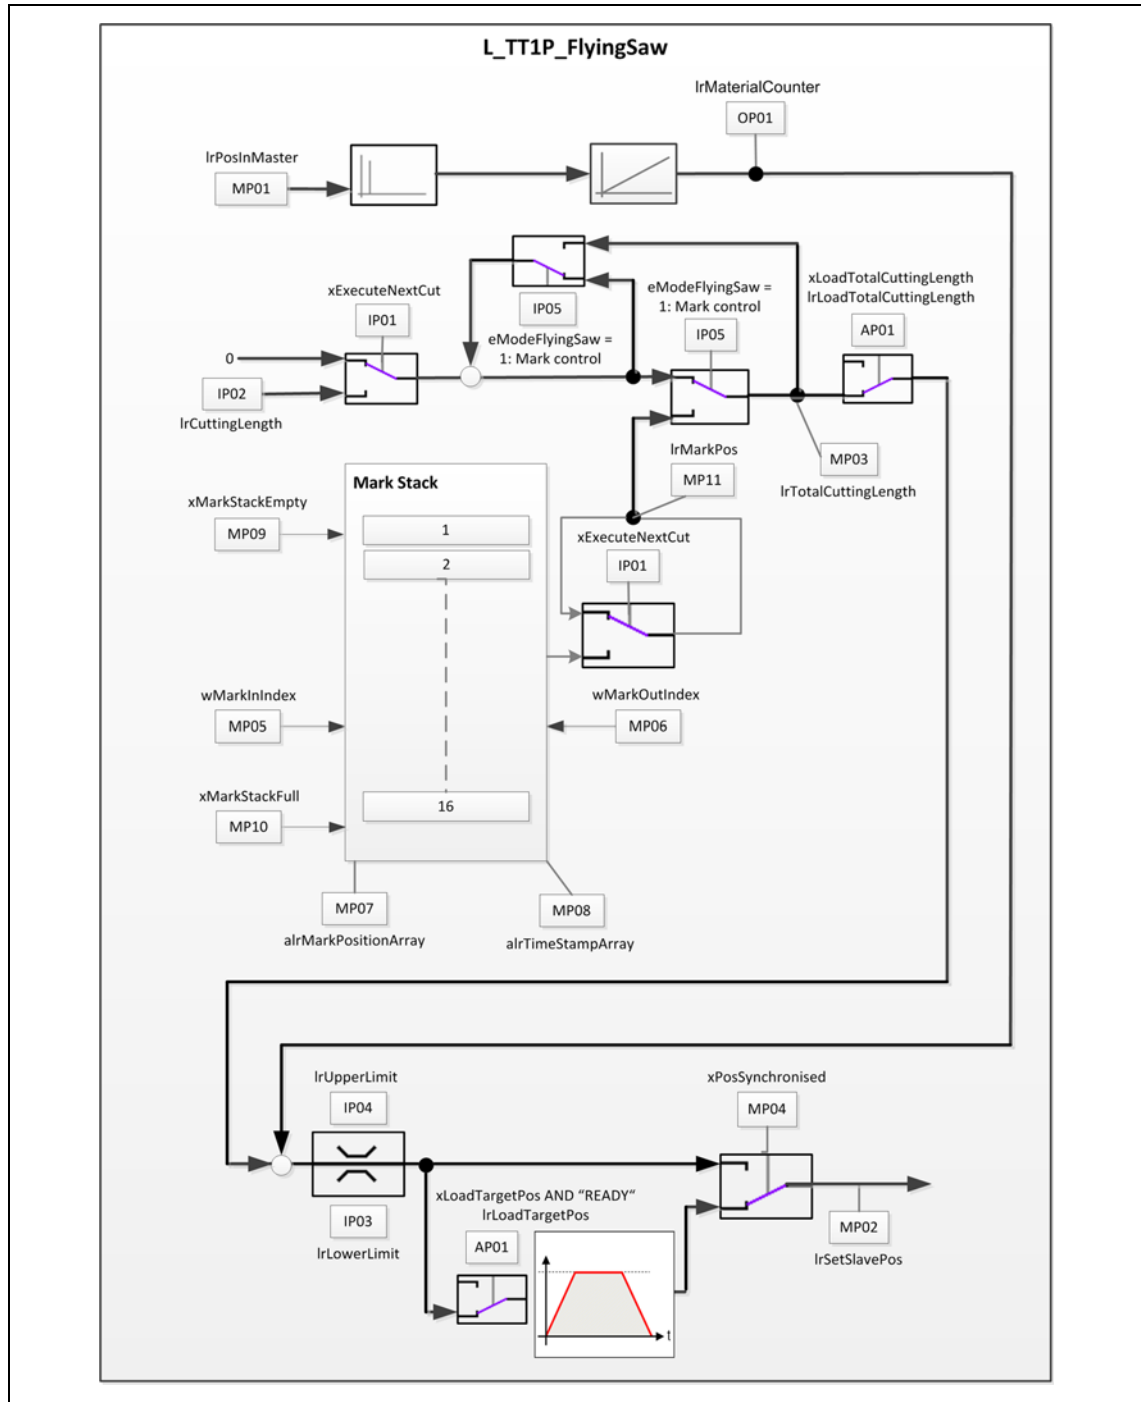 L_TT1P_FlyingSaw
lrMaterialCounter
OP01
lrPosInMaster
MP01
xExecuteNextCut
IP01
0
IP02
lrCuttingLength
IP05
eModeFlyingSaw =
1: Mark control
eModeFlyingSaw =
1: Mark control
IP05
xLoadTotalCuttingLength
lrLoadTotalCuttingLength
AP01
MP03
lrTotalCuttingLength
lrMarkPos
MP11
xExecuteNextCut
IP01
Mark Stack
1
2
16
xMarkStackEmpty
MP09
wMarkInIndex
MP05
wMarkOutIndex
MP06
xMarkStackFull
MP10
MP07
alrMarkPositionArray
MP08
alrTimeStampArray
lrUpperLimit
IP04
IP03
lrLowerLimit
xPosSynchronised
MP04
xLoadTargetPos AND “READY“
lrLoadTargetPos
AP01
t
MP02
lrSetSlavePos